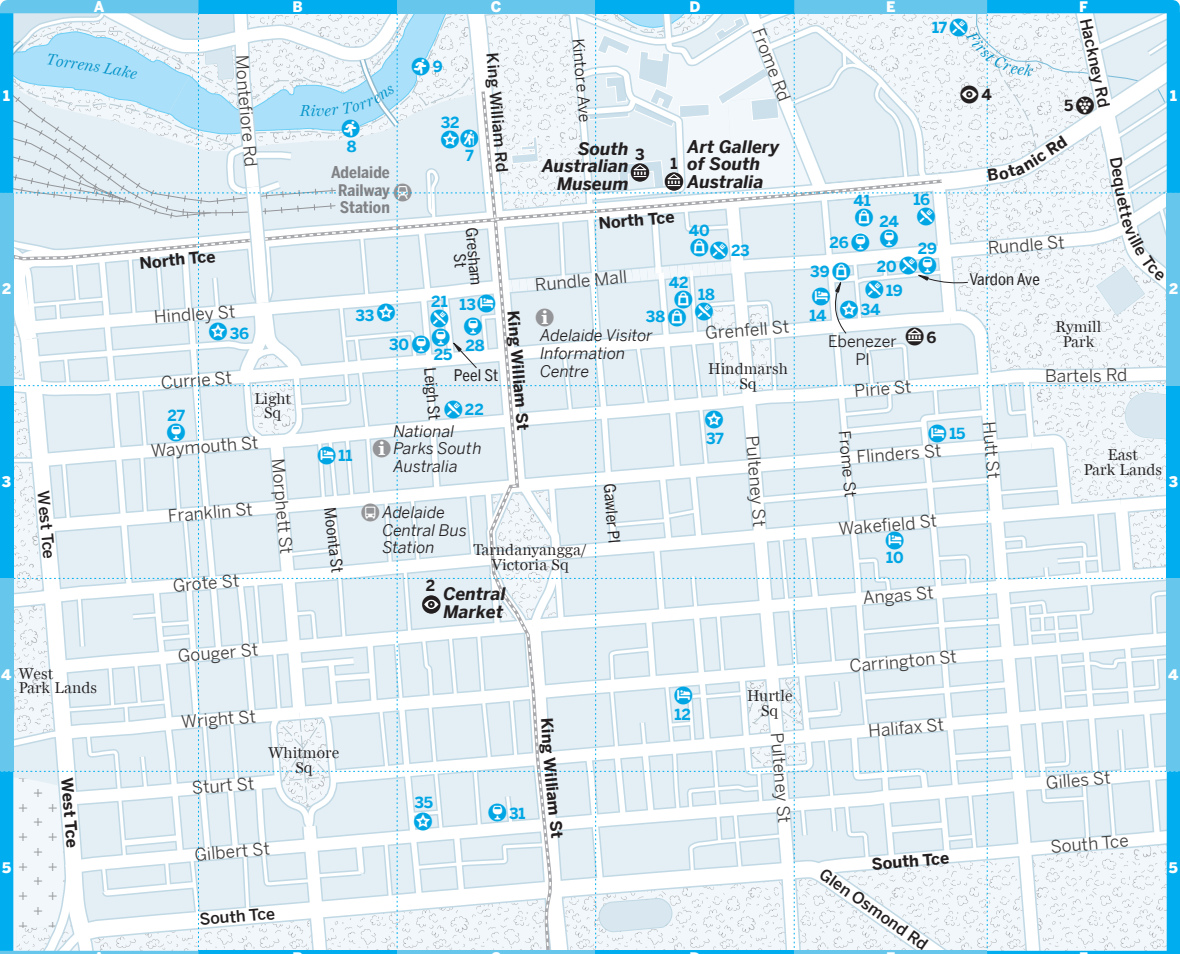 A
B
C
D
E
F
1
Torrens Lake
Montefiore Rd
River Torrens
9
8
32
7
King William Rd
Kintore Ave
Frome Rd
17
First Creek
Hackney Rd
4
5
1
South
Australian
Museum
3
1
Art Gallery
of South
Australia
Botanic Rd
Dequetteville Tce
Adelaide
Railway
Station
North Tce
North Tce
Gresham
St
Rundle Mall
40
23
41
16
24
26
29
20
39
Rundle St
Vardon Ave
2
2
Hindley St
36
33
21
13
28
30
25
Peel St
King William St
Adelaide Visitor
Information
Centre
42
18
38
Grenfell St
14
19
34
Ebenezer
Pl
6
Rymill
Park
Currie St
Light
Sq
Leigh St
22
Hindmarsh
Sq
Pirie St
Bartels Rd
27
Waymouth St
11
National
Parks South
Australia
37
Pulteney St
Frome St
15
Flinders St
Hutt St
East
Park Lands
3
3
West Tce
Franklin St
Morphett St
Moonta St
Adelaide
Central Bus
Station
Gawler Pl
Wakefield St
10
Tarndanyangga/
Victoria Sq
Grote St
2
Central
Market
Angas St
Gouger St
Carrington St
4
4
West
Park Lands
Wright St
12
Hurtle
Sq
Halifax St
Whitmore
Sq
King William St
Pulteney St
West Tce
Sturt St
35
31
Gilles St
Gilbert St
South Tce
South Tce
5
5
South Tce
Glen Osmond Rd